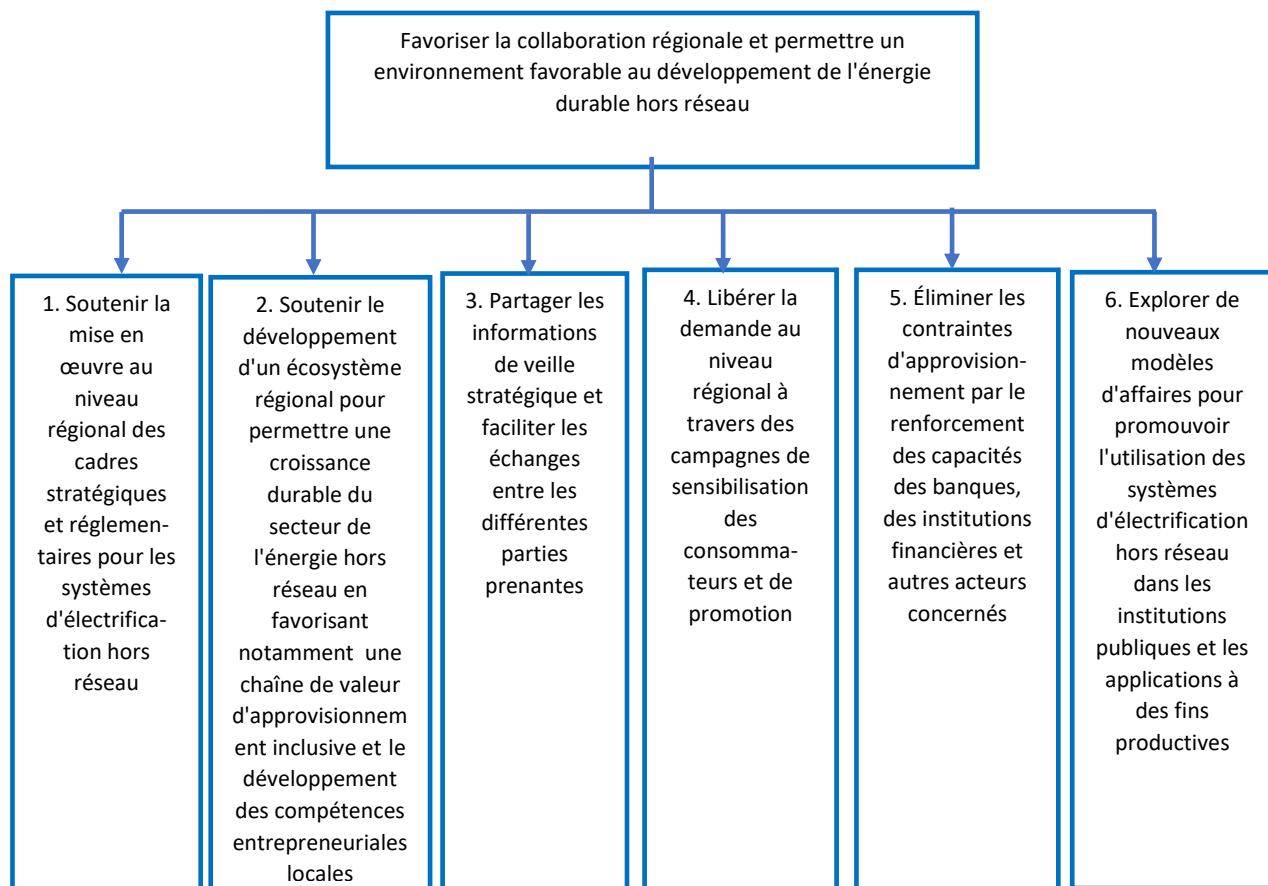 Favoriser la collaboration régionale et permettre un
environnement favorable au développement de l'énergie
durable hors réseau
1. Soutenir la
mise en
œuvre au
niveau
régional des
cadres
stratégiques
et réglemen-
taires pour les
systèmes
d'électrifica-
tion hors
réseau
2. Soutenir le
développement
d'un écosystème
régional pour
permettre une
croissance
durable du
secteur de
l'énergie hors
réseau en
favorisant
notamment une
chaîne de valeur
d'approvisionnem
ent inclusive et le
développement
des compétences
entrepreneuriales
locales
3. Partager les
informations
de veille
stratégique et
faciliter les
échanges
entre les
différentes
parties
prenantes
4. Libérer la
demande au
niveau
régional à
travers des
campagnes de
sensibilisation
des
consomma-
teurs et de
promotion
5. Éliminer les
contraintes
d'approvision-
nement par le
renforcement
des capacités
des banques,
des institutions
financières et
autres acteurs
concernés
6. Explorer de
nouveaux
modèles
d'affaires pour
promouvoir
l'utilisation des
systèmes
d'électrification
hors réseau
dans les
institutions
publiques et les
applications à
des fins
productives